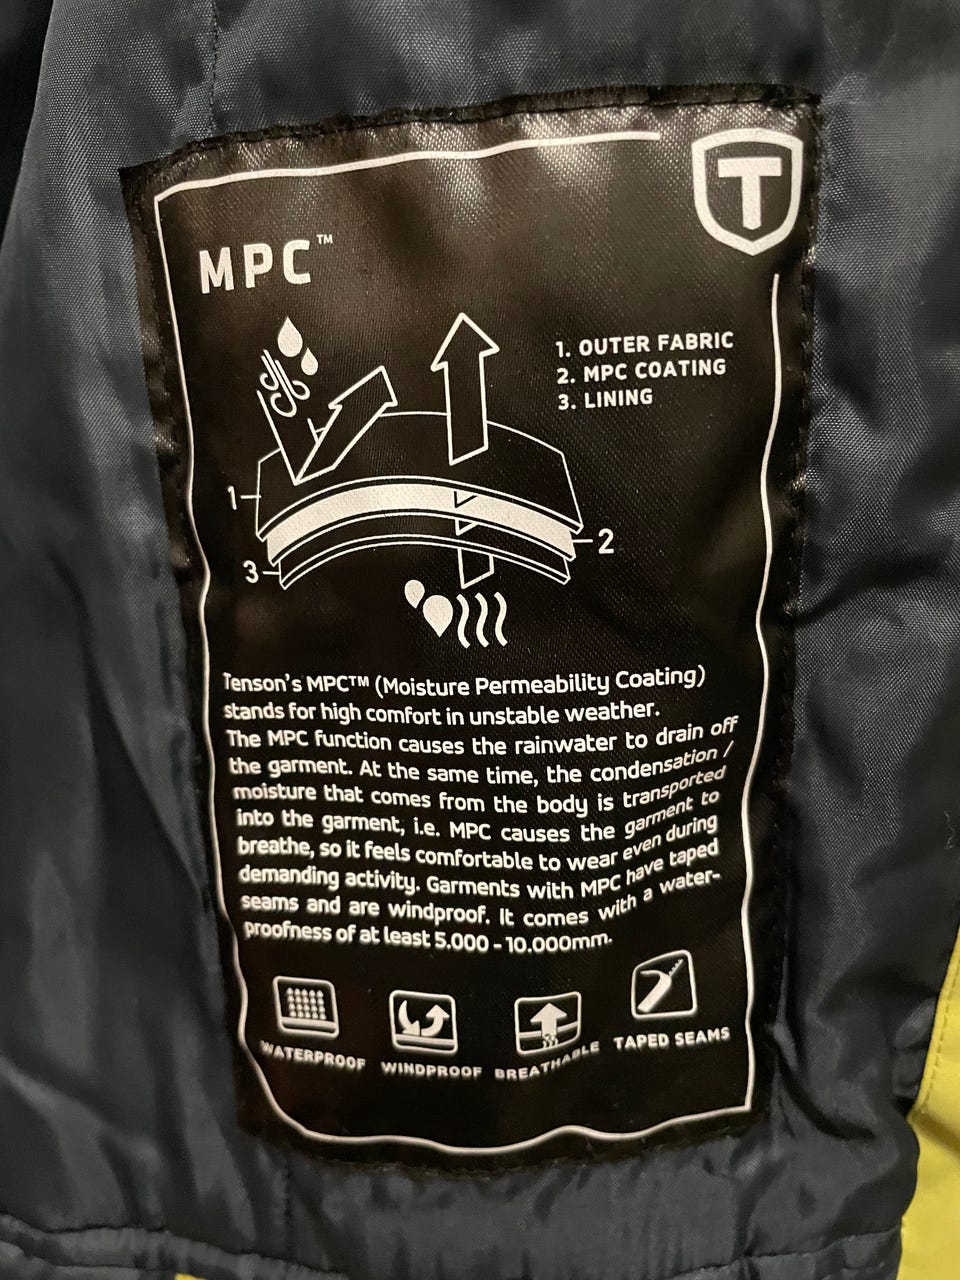 T
MPC™
1. OUTER FABRIC
2. MPC COATING
3. LINING
1
2
3
Tenson's MPC™ (Moisture Permeability Coating)
stands for high comfort in unstable weather.
The MPC function causes the rainwater to drain off
the garment. At the same time, the condensation /
moisture that comes from the body is transported
into the garment, i.e. MPC causes the garment to
breathe, so it feels comfortable to wear even during
demanding activity. Garments with MPC have taped
seams and are windproof. It comes with a water-
proofness of at least 5.000 - 10.000mm.
WATERPROOF WINDPROOF BREATHABLE TAPED SEAMS